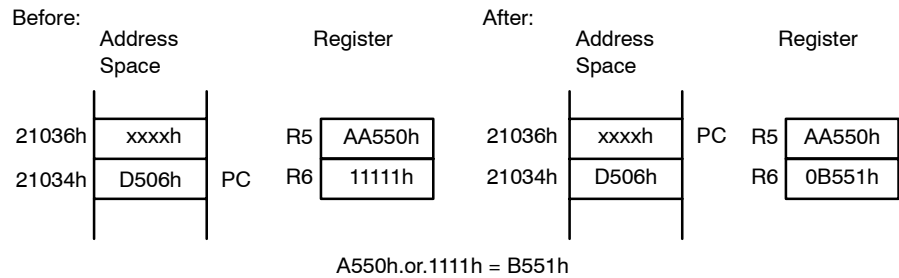 Before:
After:
Address Space
Register
Address Space
Register
21036h xxxxh R5 AA550h
21036h xxxxh PC R5 AA550h
21034h D506h PC R6 11111h
21034h D506h R6 0B551h
A550h.or.1111h = B551h